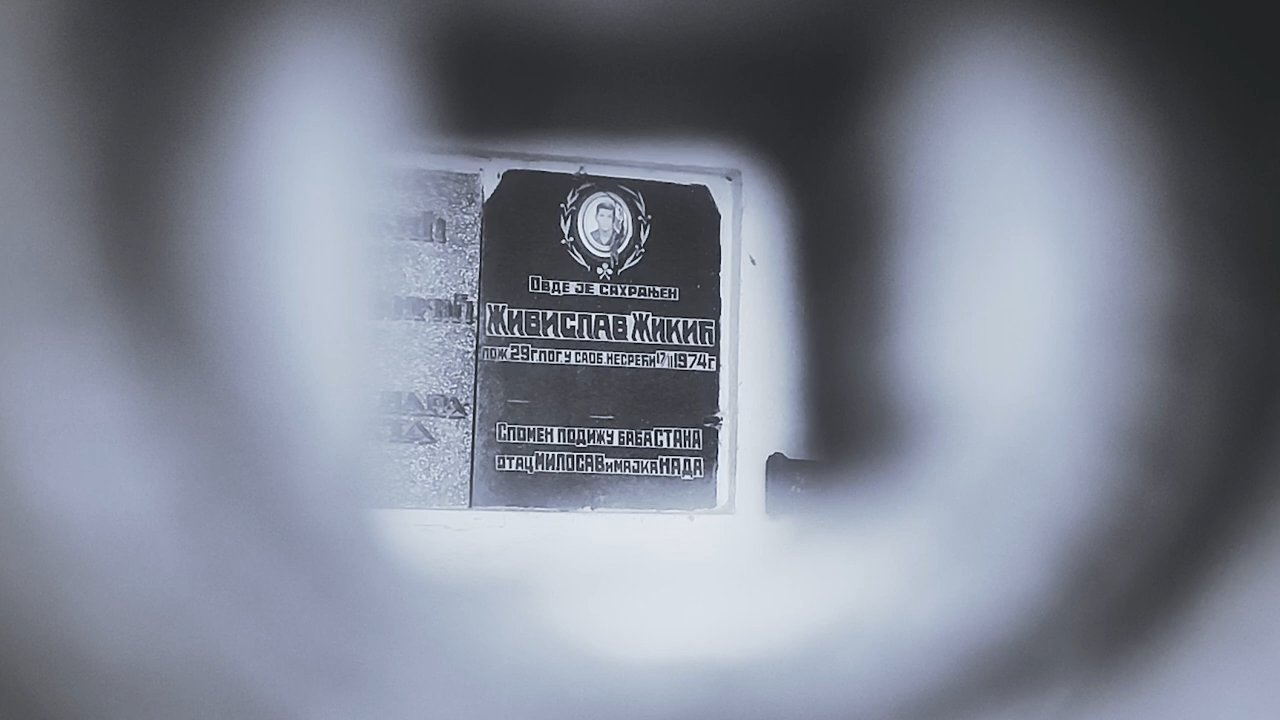 Овде је сахрањен
Живислав Жикић
пож 29 г. пог. у саоб. несрећи 17 II 1974 г
Спомен подижу баба СТАНА
отац МИЛОСАВ и мајка НАДА